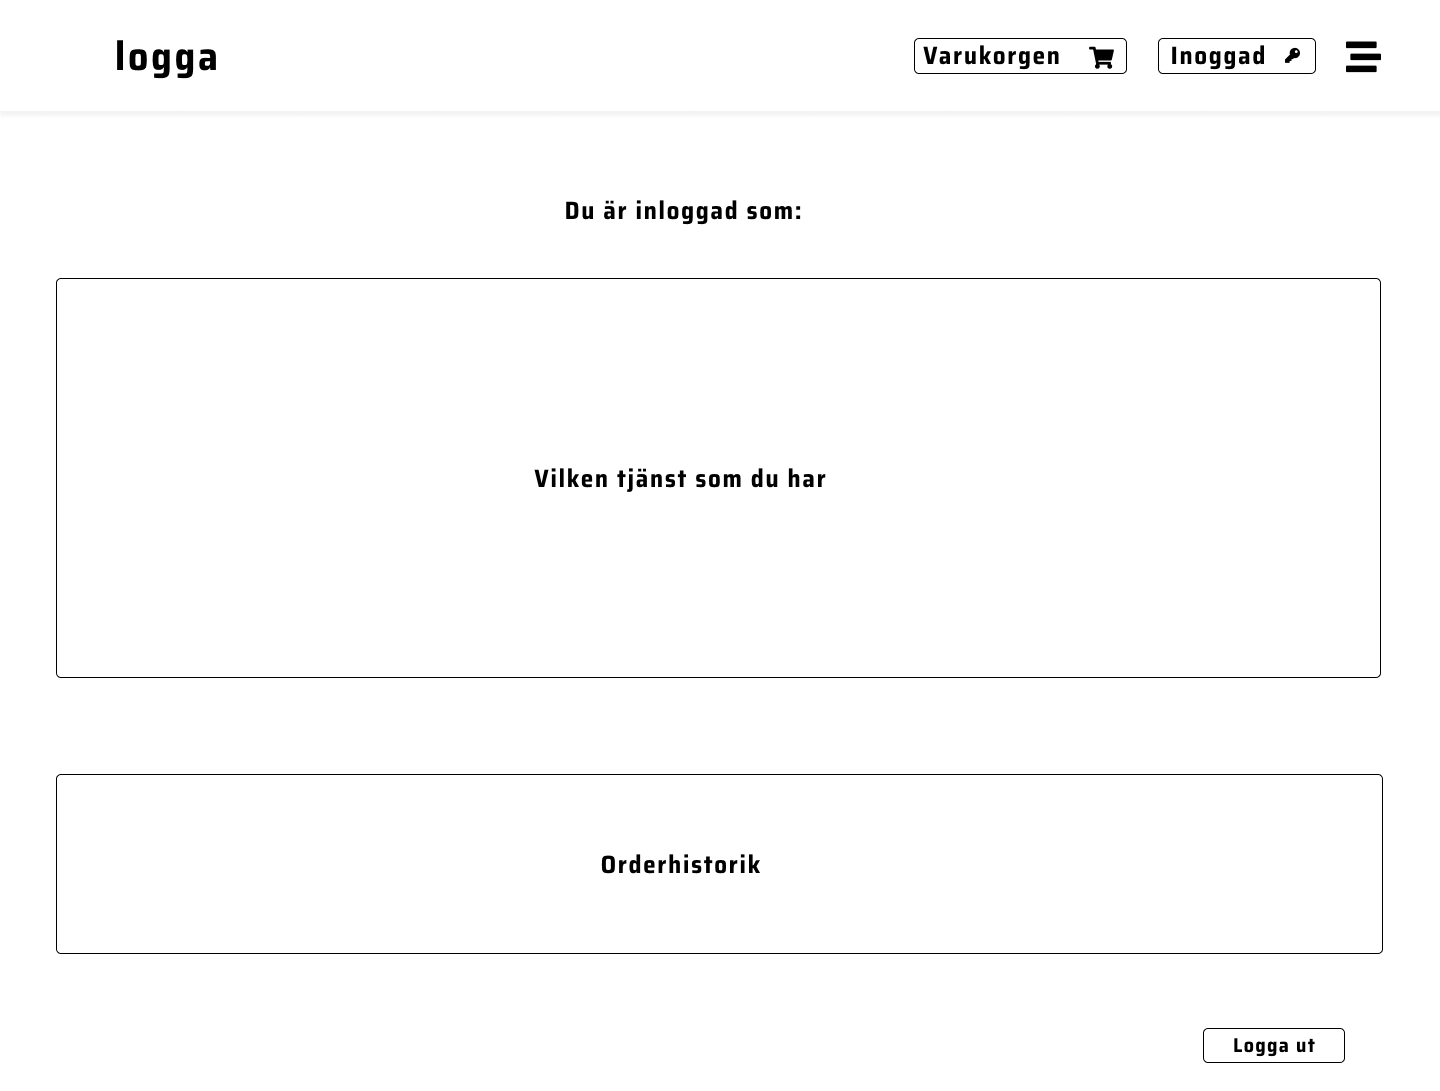 logga
Varukorgen
Inoggad
Du är inloggad som:
Vilken tjänst som du har
Orderhistorik
Logga ut